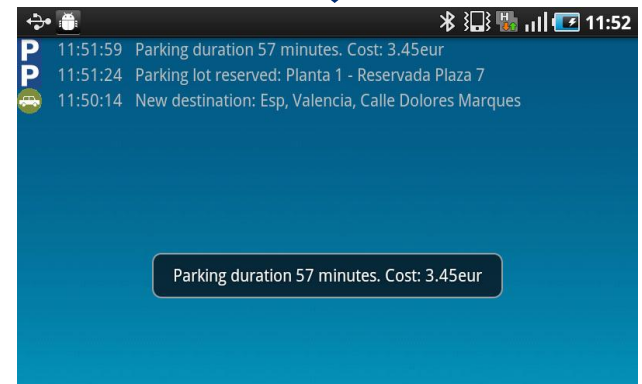 11:52
P 11:51:59 Parking duration 57 minutes. Cost: 3.45eur
P 11:51:24 Parking lot reserved: Planta 1 - Reservada Plaza 7
11:50:14 New destination: Esp, Valencia, Calle Dolores Marques
Parking duration 57 minutes. Cost: 3.45eur